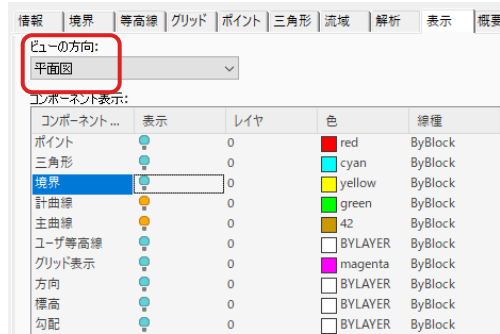 情報 境界 等高線 グリッド ポイント 三角形 流域 解析 表示 概要
ビューの方向:
平面図
コンポーネント表示:
コンポーネント ... 表示 レイヤ 色 線種
ポイント 0 red ByBlock
三角形 0 cyan ByBlock
境界 0 yellow ByBlock
計曲線 0 green ByBlock
主曲線 0 42 ByBlock
ユーザ等高線 0 BYLAYER ByBlock
グリッド表示 0 magenta ByBlock
方向 0 BYLAYER ByBlock
標高 0 BYLAYER ByBlock
勾配 0 BYLAYER ByBlock